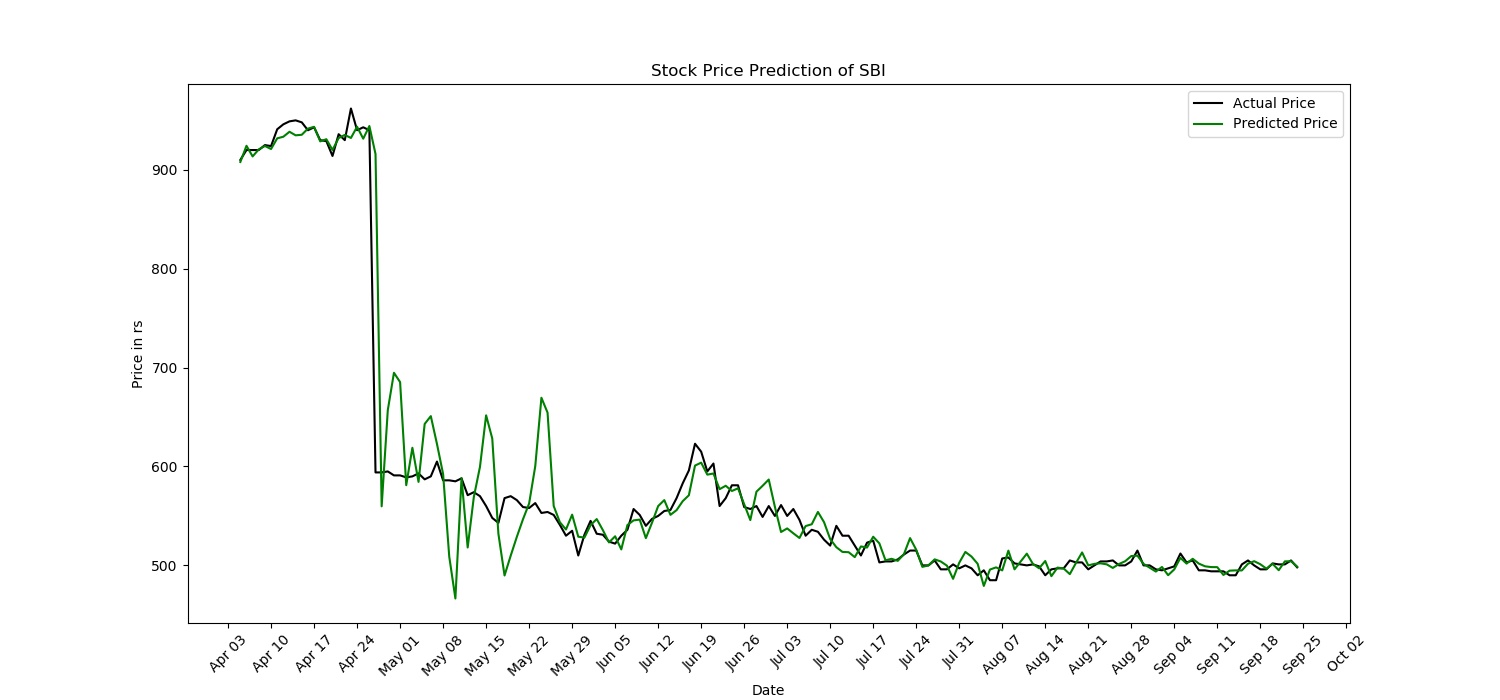 Stock Price Prediction of SBI
Actual Price
Predicted Price
900
800
700
600
500
Price in rs
Apr 03
Apr 10
Apr 17
Apr 24
May 01
May 08
May 15
May 22
May 29
Jun 05
Jun 12
Jun 19
Jun 26
Jul 03
Jul 10
Jul 17
Jul 24
Jul 31
Aug 07
Aug 14
Aug 21
Aug 28
Sep 04
Sep 11
Sep 18
Sep 25
Oct 02
Date